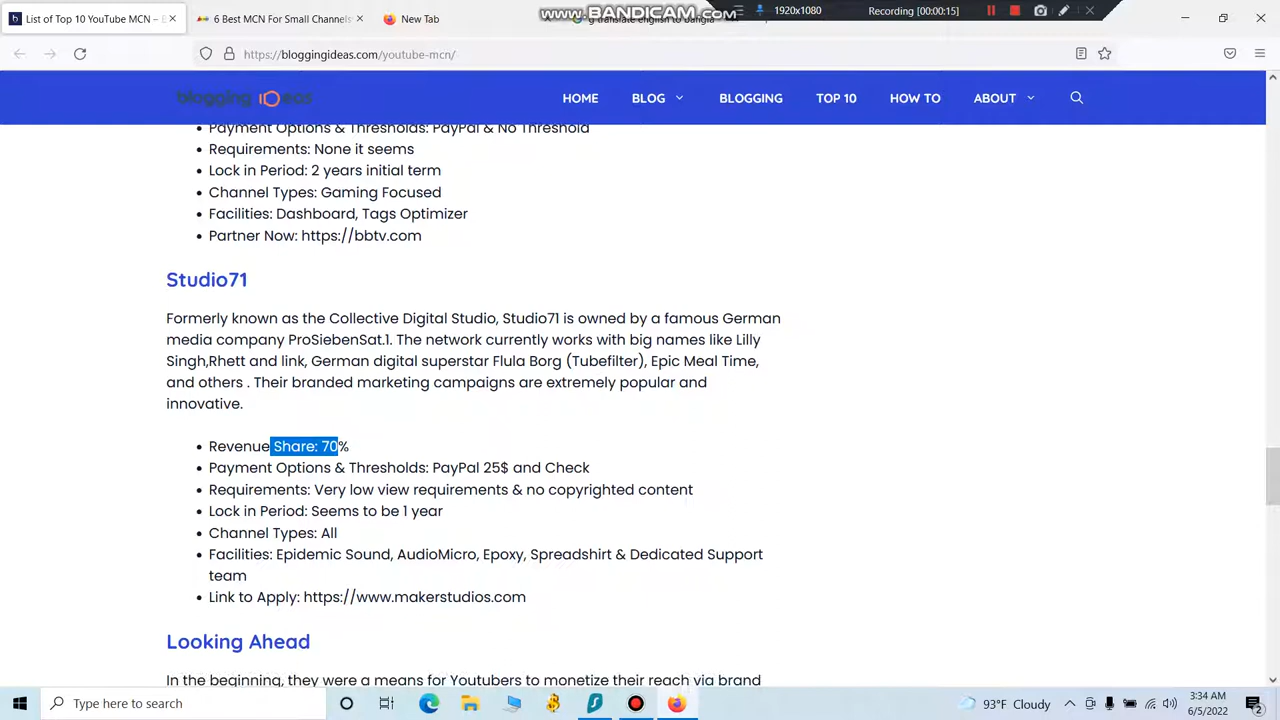 List of Top 10 YouTube MCN –
6 Best MCN For Small Channels
New Tab
g translate english to bangla
www.BANDICAM.com
1920x1080
Recording [00:00:15]
https://bloggingideas.com/youtube-mcn/
blogging ideas
HOME
BLOG
BLOGGING
TOP 10
HOW TO
ABOUT
• Payment Options & Thresholds: PayPal & No Threshold
• Requirements: None it seems
• Lock in Period: 2 years initial term
• Channel Types: Gaming Focused
• Facilities: Dashboard, Tags Optimizer
• Partner Now: https://bbtv.com
Studio71
Formerly known as the Collective Digital Studio, Studio71 is owned by a famous German
media company ProSiebenSat.1. The network currently works with big names like Lilly
Singh,Rhett and link, German digital superstar Flula Borg (Tubefilter), Epic Meal Time,
and others . Their branded marketing campaigns are extremely popular and
innovative.
• Revenue Share: 70%
• Payment Options & Thresholds: PayPal 25$ and Check
• Requirements: Very low view requirements & no copyrighted content
• Lock in Period: Seems to be 1 year
• Channel Types: All
• Facilities: Epidemic Sound, AudioMicro, Epoxy, Spreadshirt & Dedicated Support
team
• Link to Apply: https://www.makerstudios.com
Looking Ahead
In the beginning, they were a means for Youtubers to monetize their reach via brand
Type here to search
93°F Cloudy
3:34 AM
6/5/2022
2